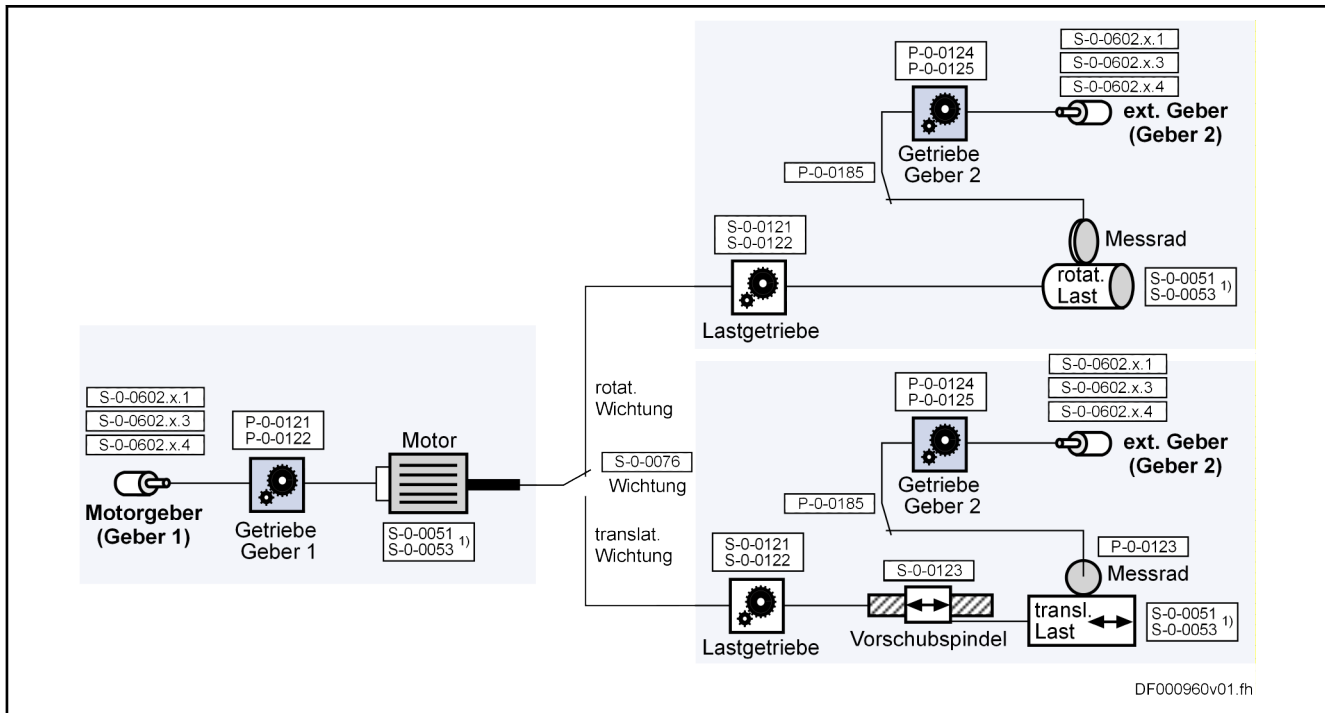 S-0-0602.x.1
S-0-0602.x.3
S-0-0602.x.4
P-0-0124
P-0-0125
ext. Geber
(Geber 2)
Getriebe
Geber 2
P-0-0185
S-0-0121
S-0-0122
Messrad
rotat.
Last
S-0-0051
S-0-0053 1)
Lastgetriebe
S-0-0602.x.1
S-0-0602.x.3
S-0-0602.x.4
Motorgeber
(Geber 1)
P-0-0121
P-0-0122
Getriebe
Geber 1
Motor
S-0-0051
S-0-0053 1)
rotat.
Wichtung
S-0-0076
Wichtung
translat.
Wichtung
S-0-0602.x.1
S-0-0602.x.3
S-0-0602.x.4
P-0-0124
P-0-0125
ext. Geber
(Geber 2)
Getriebe
Geber 2
P-0-0185
S-0-0121
S-0-0122
S-0-0123
P-0-0123
Messrad
transl.
Last
S-0-0051
S-0-0053 1)
Lastgetriebe
Vorschubspindel
DF000960v01.fh